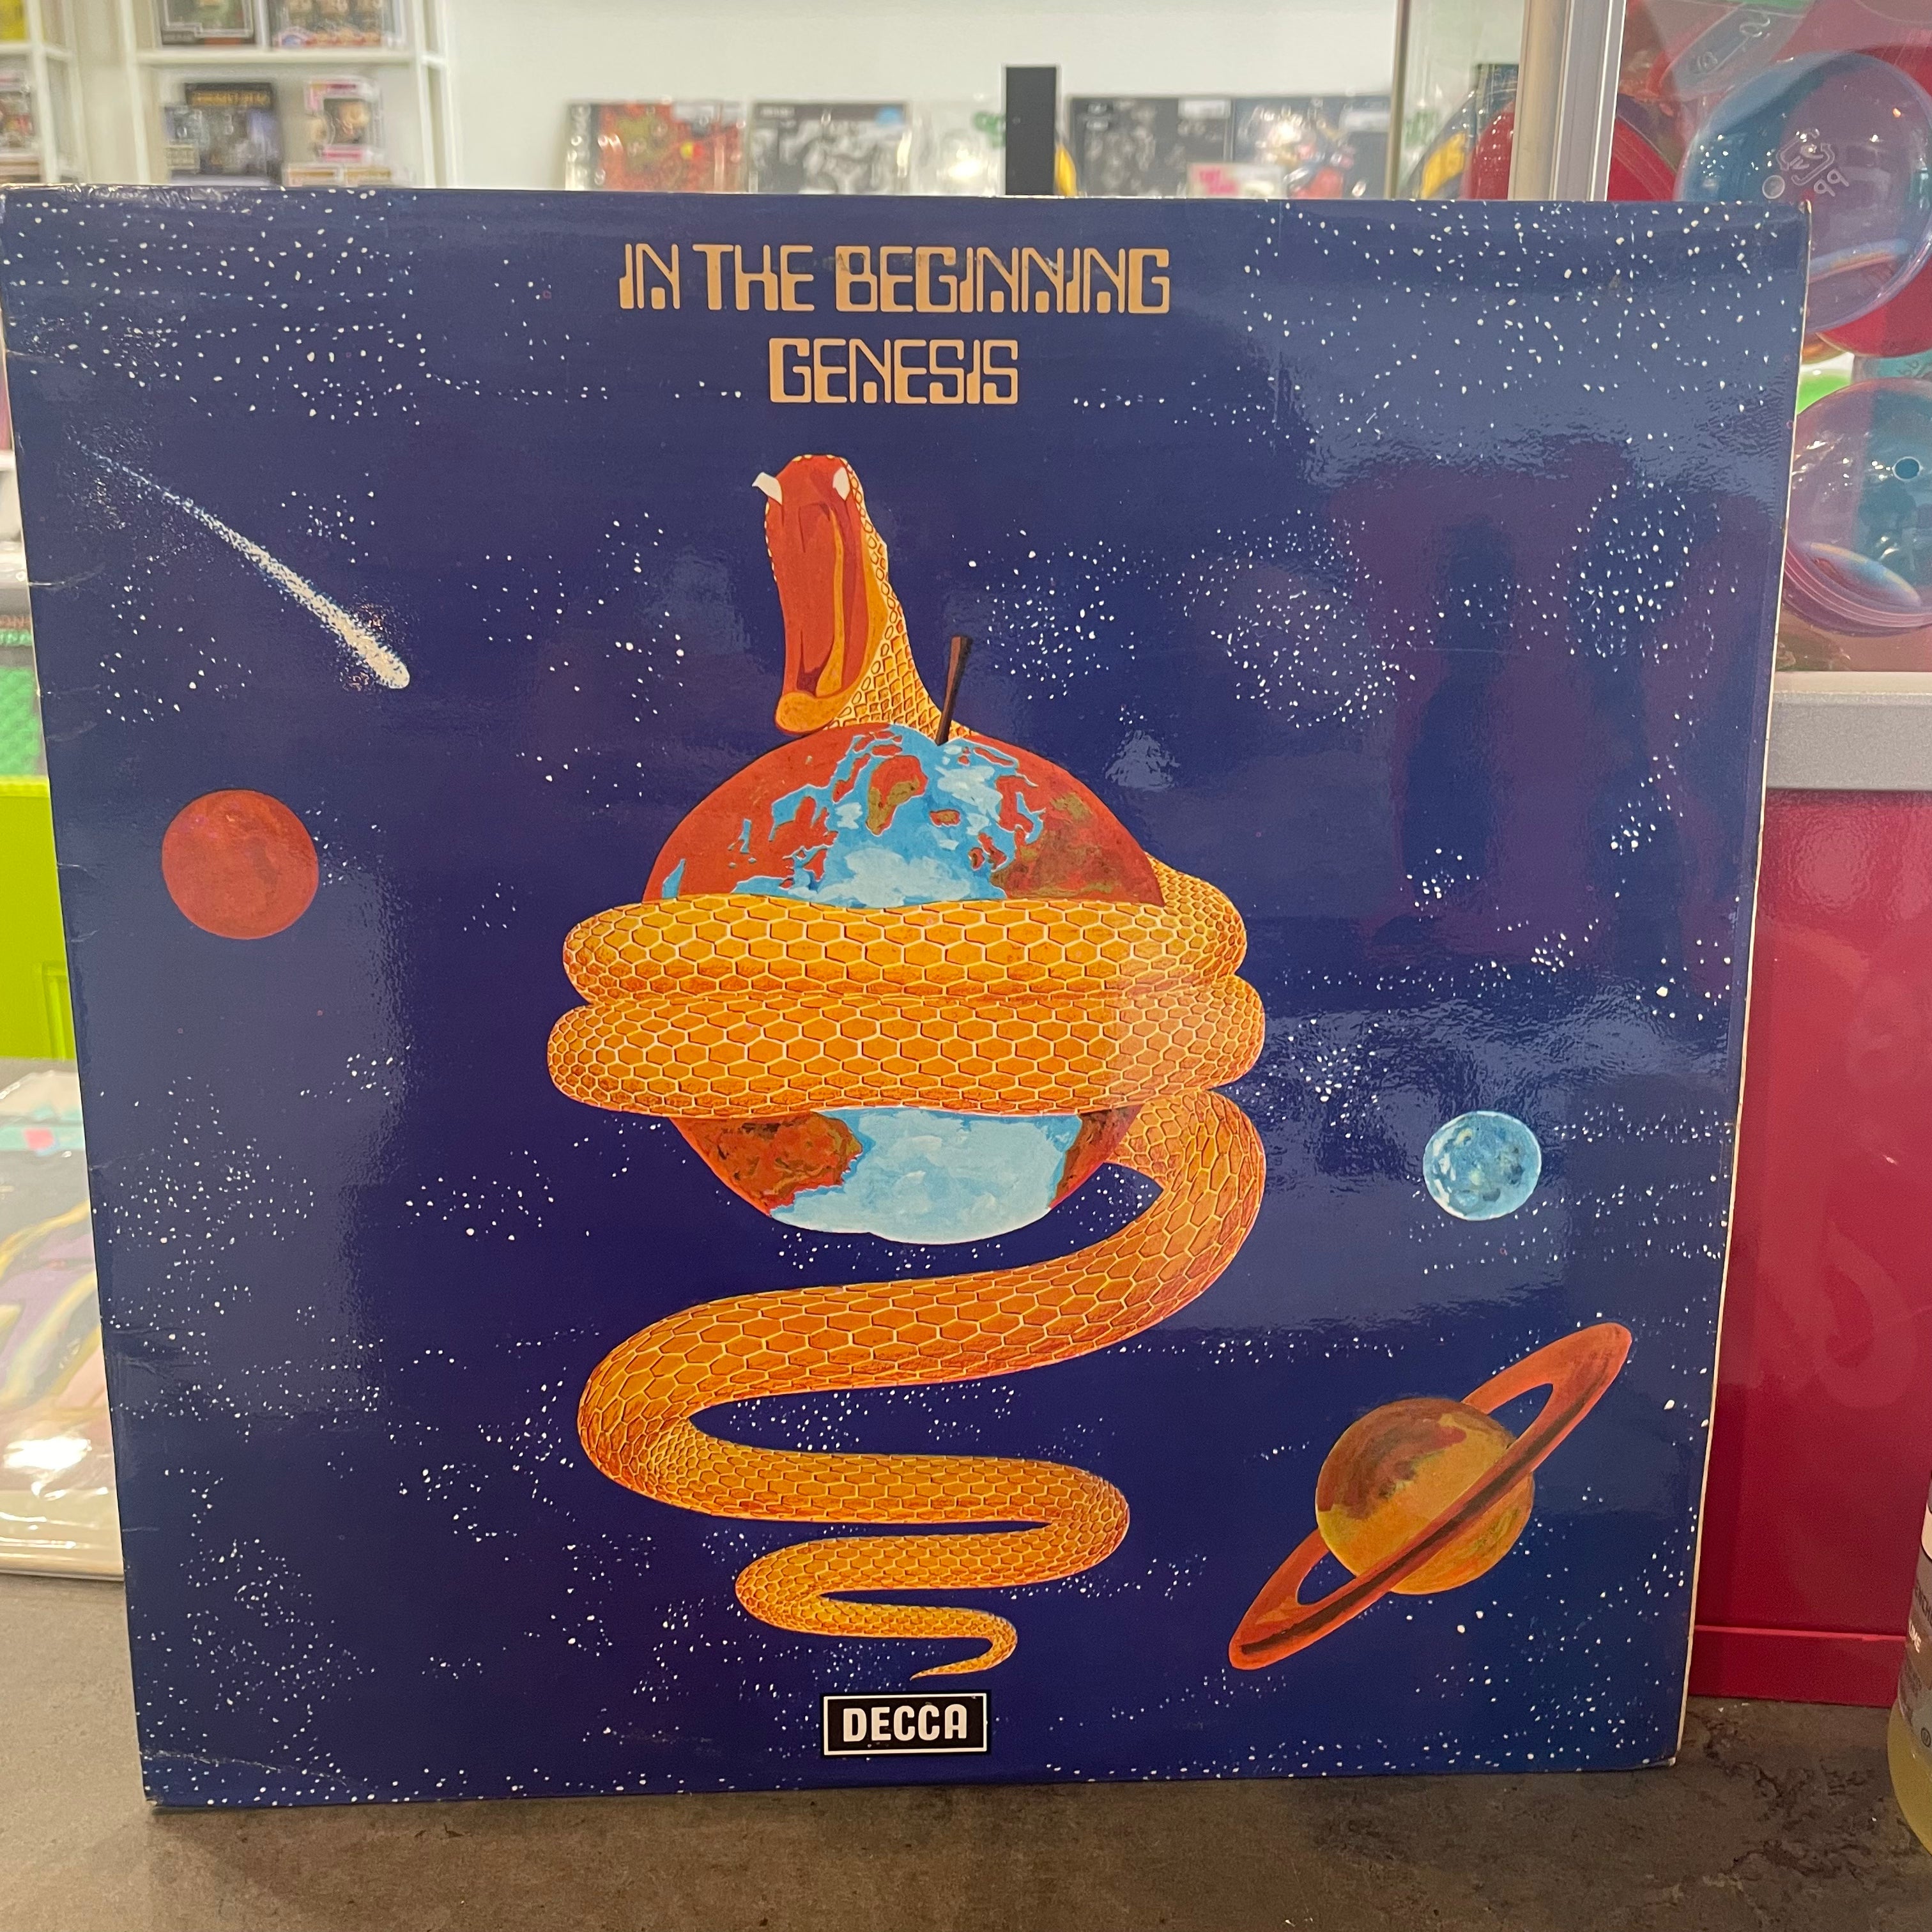 IN THE BEGINNING
GENESIS
DECCA